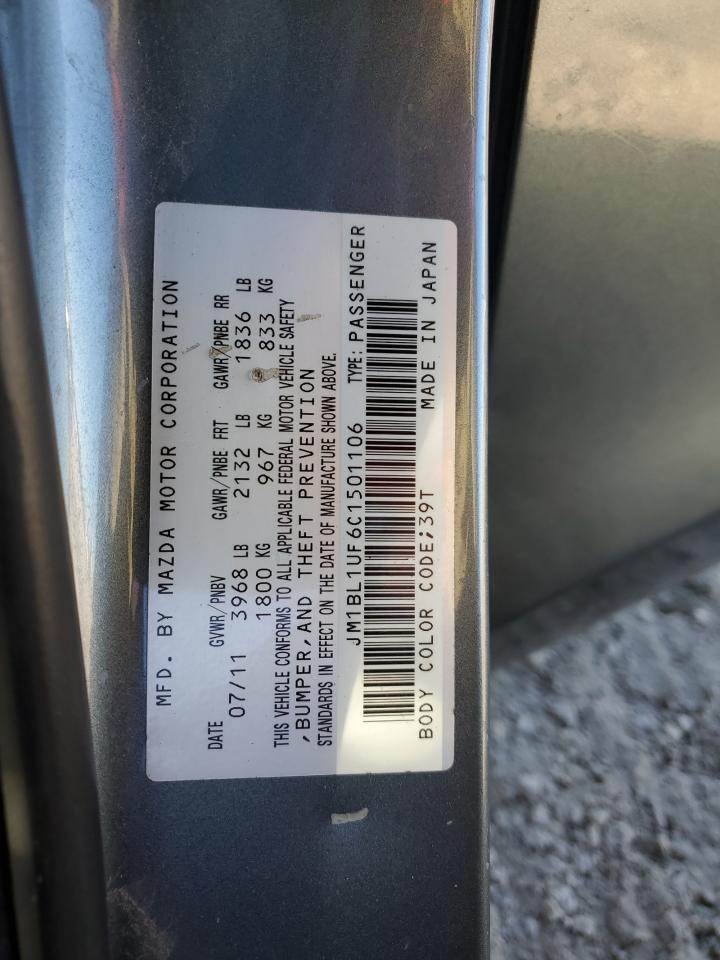 MFD. BY MAZDA MOTOR CORPORATION
DATE GVWR/PNBV GAWR/PNBE FRT GAWR/PNBE RR
07/11 3968 LB 2132 LB 1836 LB
1800 KG 967 KG 833 KG
THIS VEHICLE CONFORMS TO ALL APPLICABLE FEDERAL MOTOR VEHICLE SAFETY
,BUMPER, AND THEFT PREVENTION
STANDARDS IN EFFECT ON THE DATE OF MANUFACTURE SHOWN ABOVE.
JM1BL1UF6C1501106 TYPE: PASSENGER
BODY COLOR CODE;39T MADE IN JAPAN